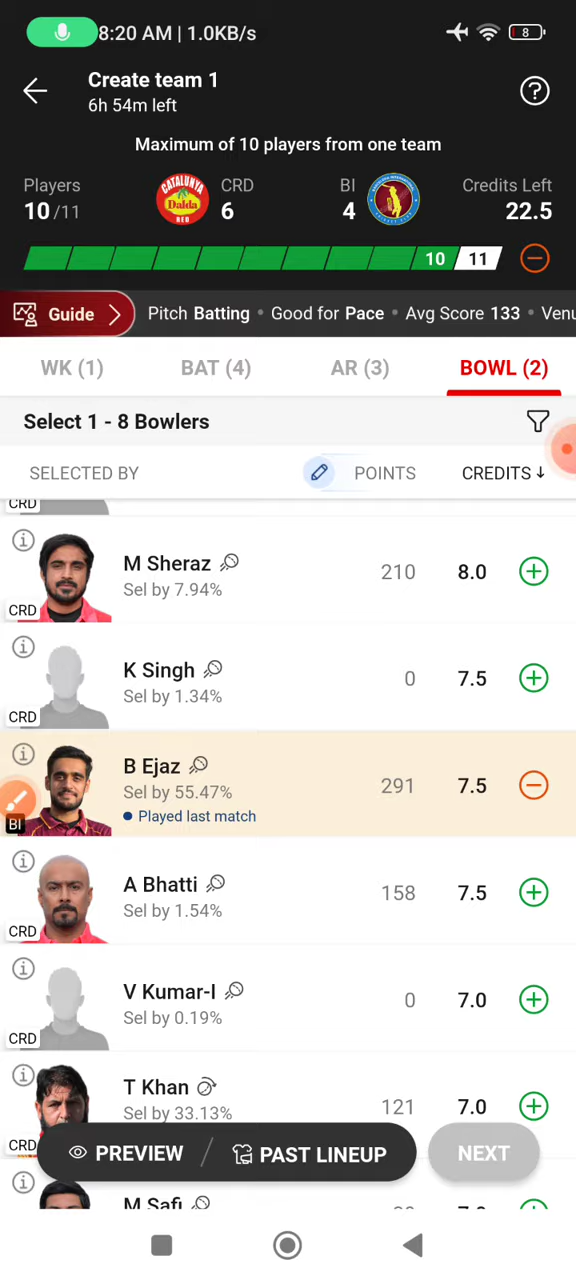 8:20 AM | 1.0KB/s
8
Create team 1
6h 54m left
Maximum of 10 players from one team
Players
10/11
CATALUNYA
Dalda
RED
CRD
6
BI
4
Credits Left
22.5
10
11
Guide
Pitch Batting • Good for Pace • Avg Score 133 • Venu
WK (1)
BAT (4)
AR (3)
BOWL (2)
Select 1 - 8 Bowlers
SELECTED BY
POINTS
CREDITS↓
CRD
M Sheraz
Sel by 7.94%
210
8.0
CRD
K Singh
Sel by 1.34%
0
7.5
CRD
B Ejaz
Sel by 55.47%
Played last match
291
7.5
BI
A Bhatti
Sel by 1.54%
158
7.5
CRD
V Kumar-I
Sel by 0.19%
0
7.0
CRD
T Khan
Sel by 33.13%
121
7.0
CRD
PREVIEW / PAST LINEUP
NEXT
M Safi